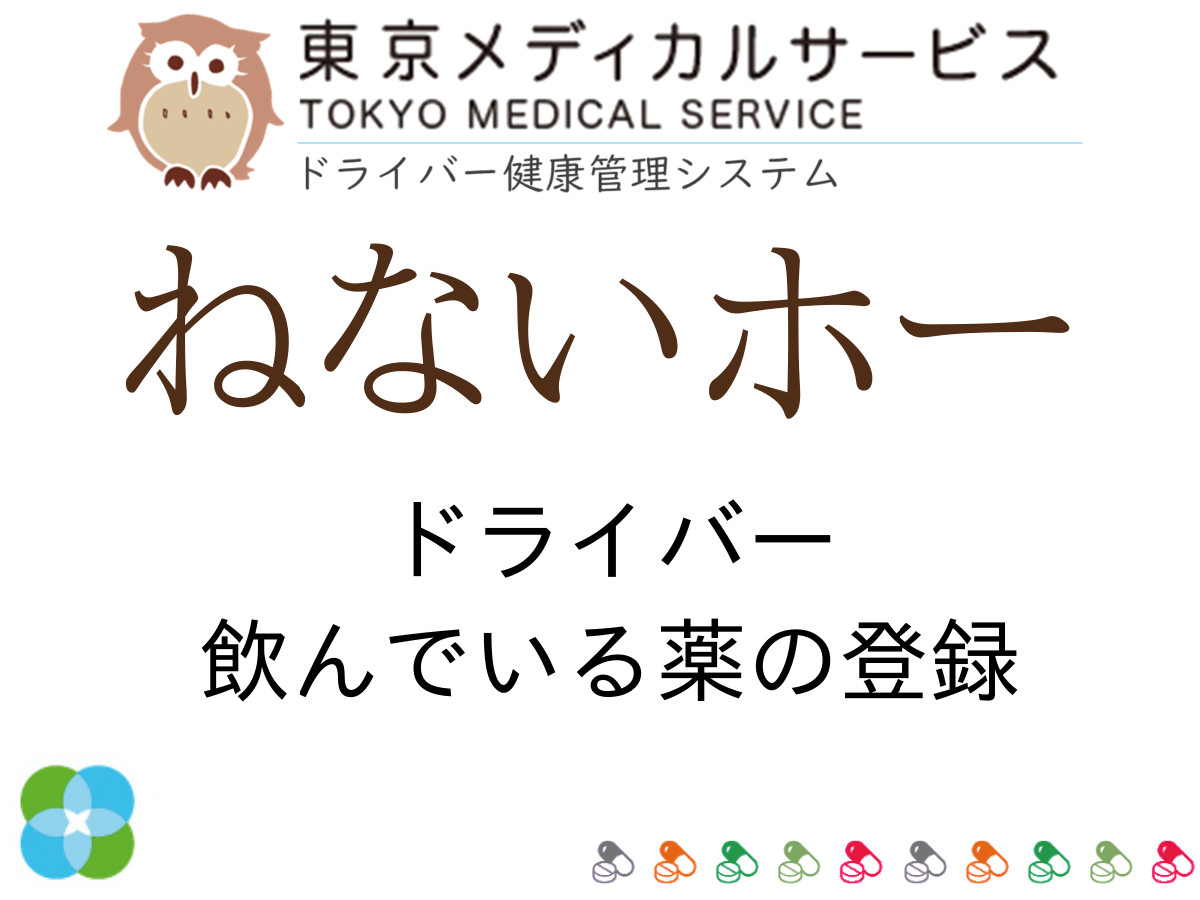 東京メディカルサービス
TOKYO MEDICAL SERVICE
ドライバー健康管理システム
ねないホー
ドライバー
飲んでいる薬の登録